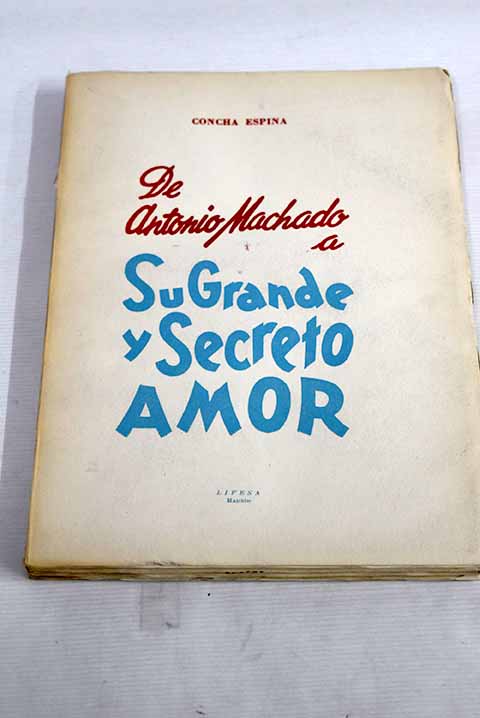 CONCHA ESPINA
De
Antonio Machado
a
Su Grande
y Secreto
AMOR
LIFESA
Madrid